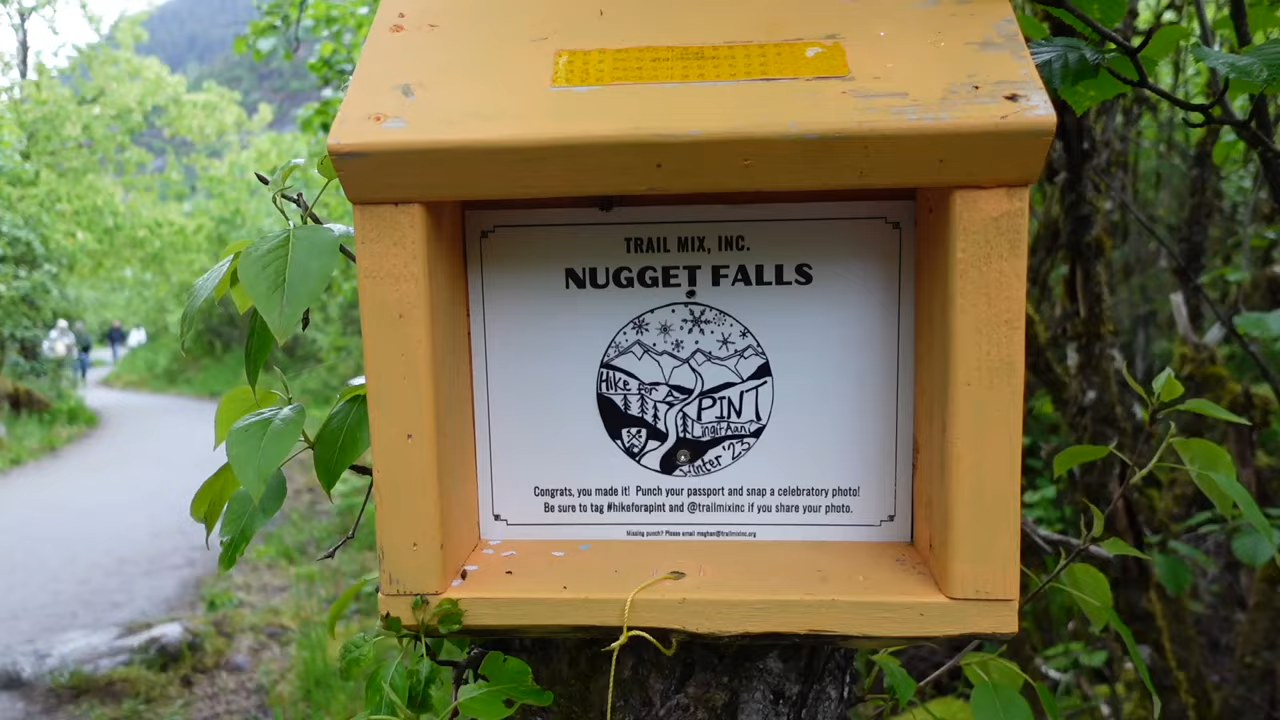 TRAIL MIX, INC.
NUGGET FALLS
Hike for A
PINT
Lingít Aaní
Winter '23
Congrats, you made it! Punch your passport and snap a celebratory photo!
Be sure to tag #hikeforapint and @trailmixinc if you share your photo.
Missing punch? Please email meghan@trailmixinc.org